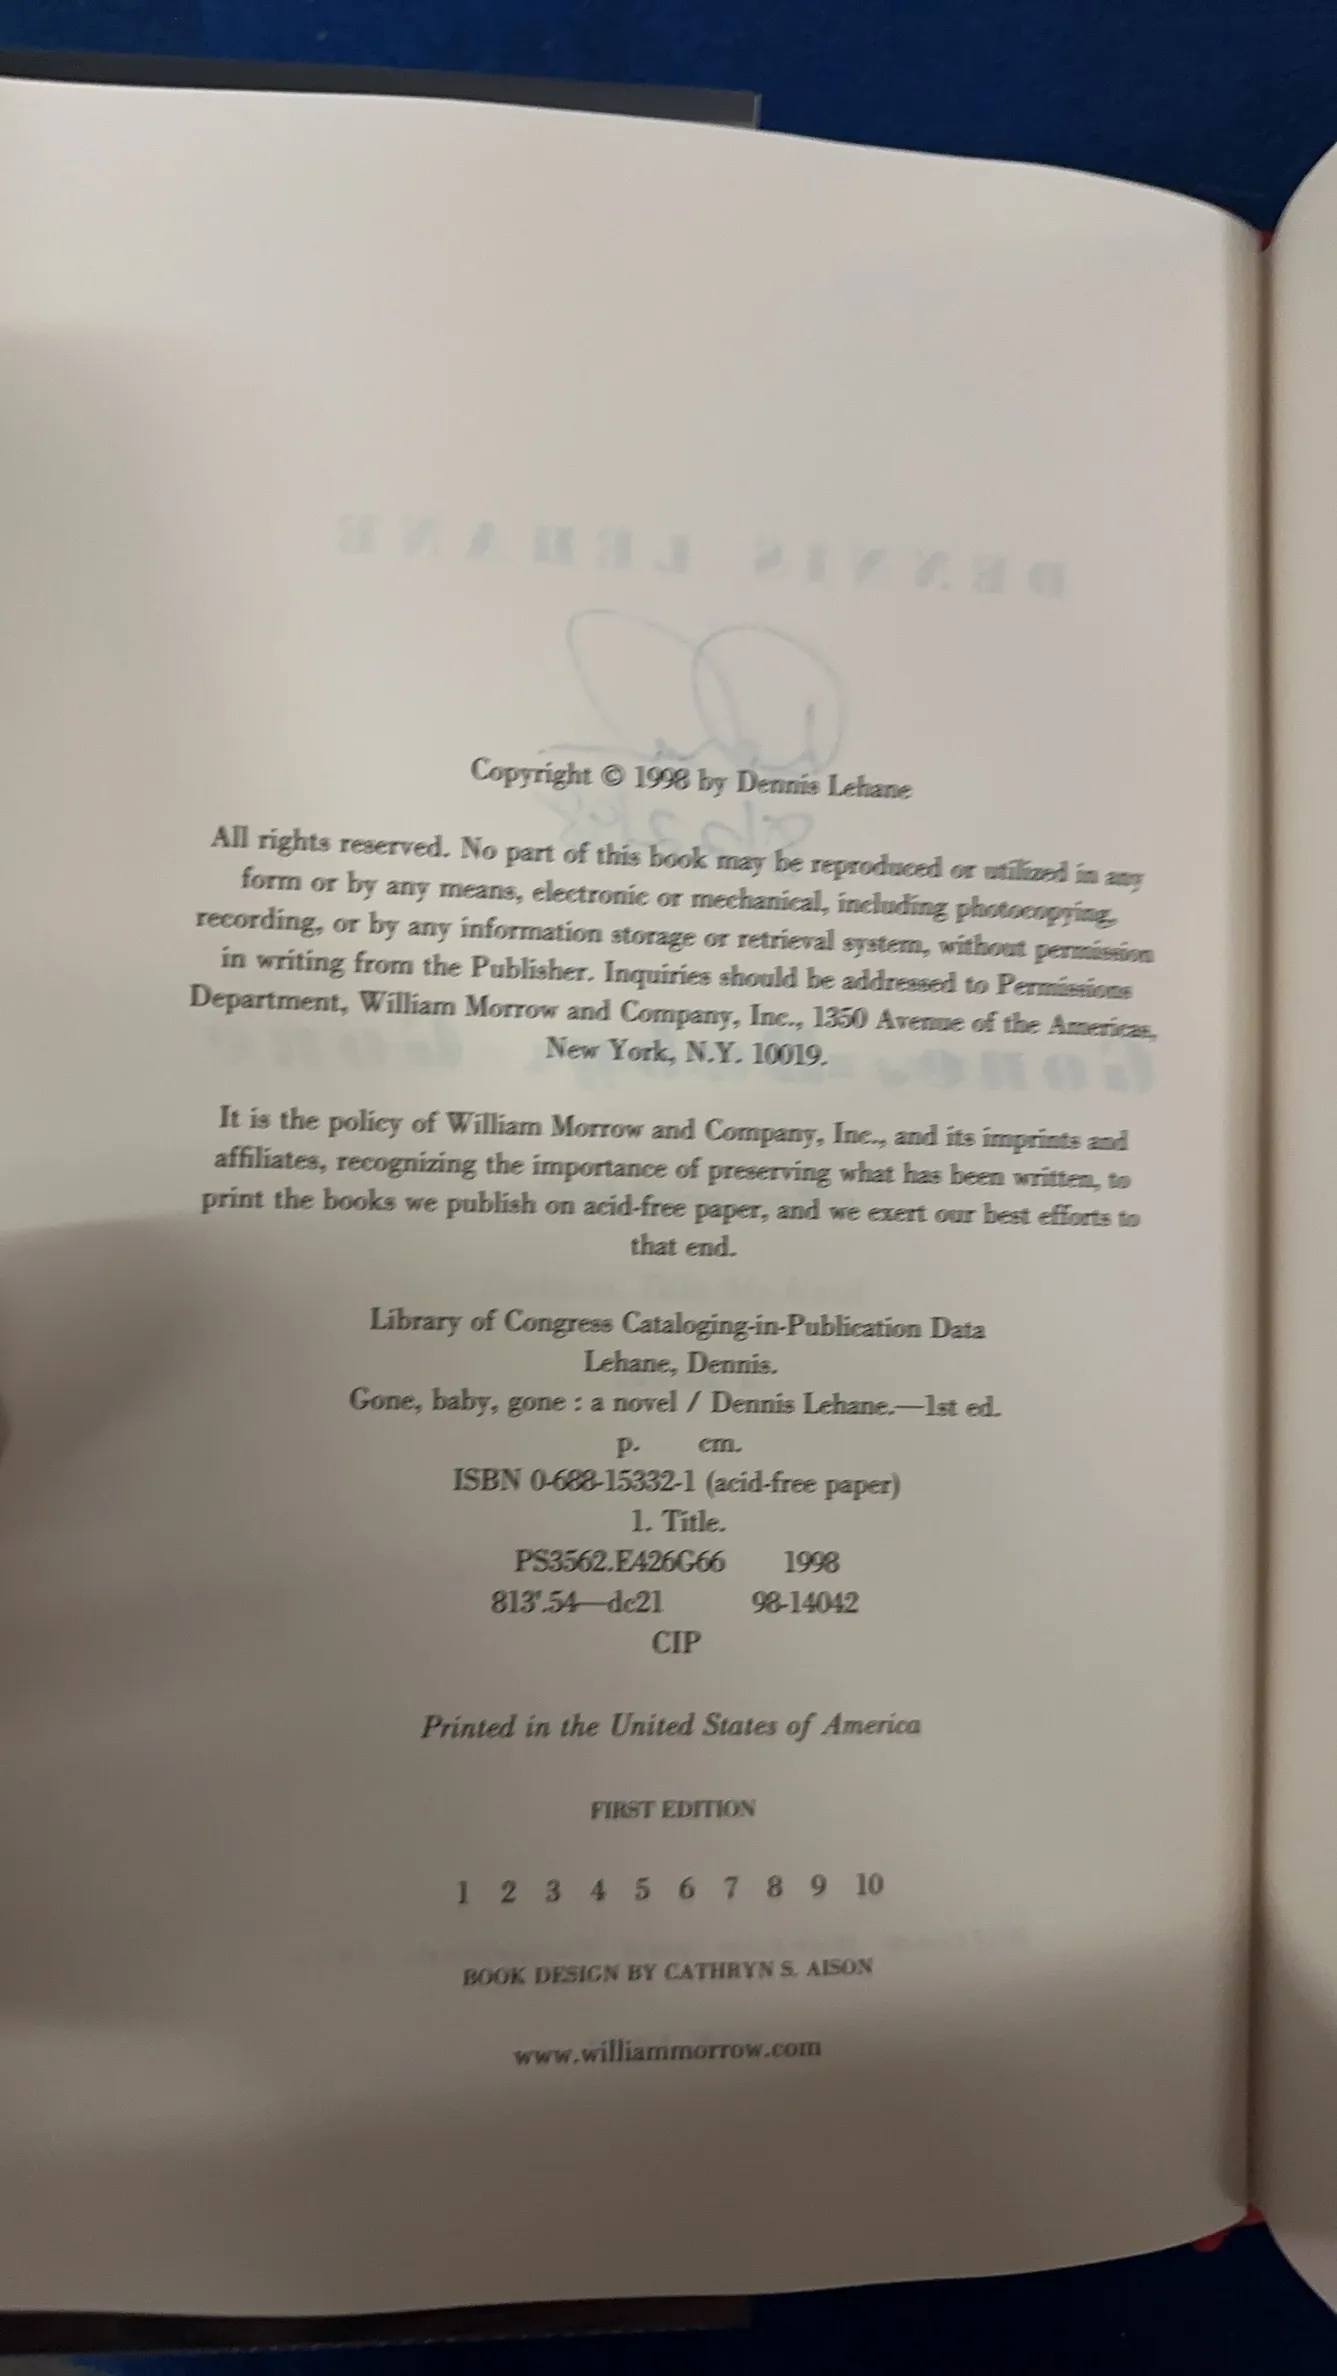 DENNIS LEHANE
Copyright © 1998 by Dennis Lehane
All rights reserved. No part of this book may be reproduced or utilized in any
form or by any means, electronic or mechanical, including photocopying,
recording, or by any information storage or retrieval system, without permission
in writing from the Publisher. Inquiries should be addressed to Permissions
Department, William Morrow and Company, Inc., 1350 Avenue of the Americas,
New York, N.Y. 10019.
It is the policy of William Morrow and Company, Inc., and its imprints and
affiliates, recognizing the importance of preserving what has been written, to
print the books we publish on acid-free paper, and we exert our best efforts to
that end.
Library of Congress Cataloging-in-Publication Data
Lehane, Dennis.
Gone, baby, gone : a novel / Dennis Lehane.—1st ed.
p. cm.
ISBN 0-688-15332-1 (acid-free paper)
1. Title.
PS3562.E426G66 1998
813'.54—dc21 98-14042
CIP
Printed in the United States of America
FIRST EDITION
1 2 3 4 5 6 7 8 9 10
BOOK DESIGN BY CATHRYN S. AISON
www.williammorrow.com